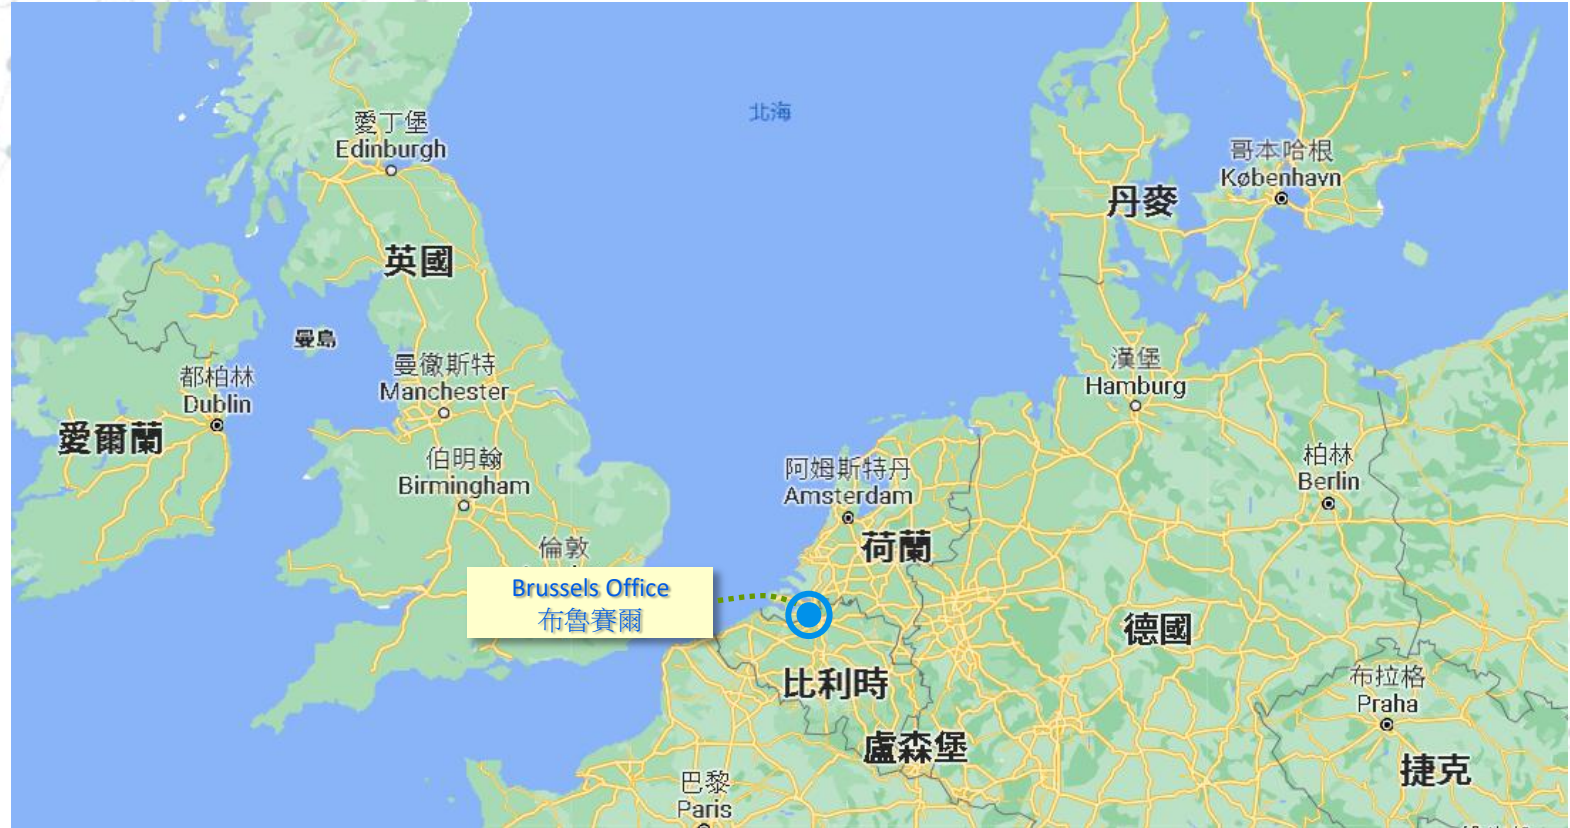 北海
愛丁堡
Edinburgh
哥本哈根
København
丹麥
英國
曼島
曼徹斯特
Manchester
漢堡
Hamburg
都柏林
Dublin
愛爾蘭
伯明翰
Birmingham
阿姆斯特丹
Amsterdam
柏林
Berlin
倫敦
荷蘭
Brussels Office
布魯賽爾
德國
比利時
布拉格
Praha
盧森堡
捷克
巴黎
Paris